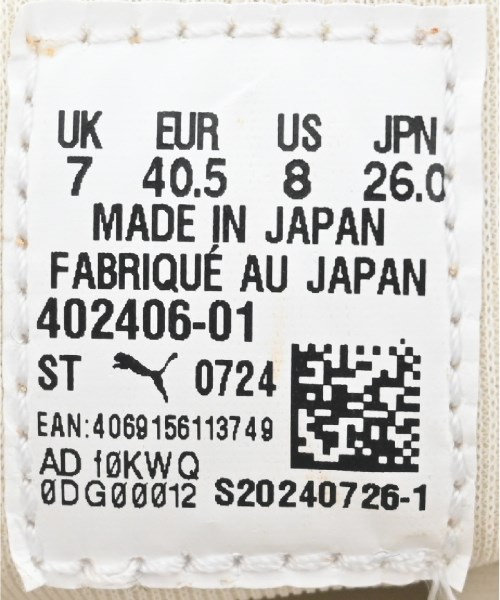 UK EUR US JPN
7 40.5 8 26.0
MADE IN JAPAN
FABRIQUÉ AU JAPAN
402406-01
ST 0724
EAN:4069156113749
AD f0KWQ
0DG00012 S20240726-1